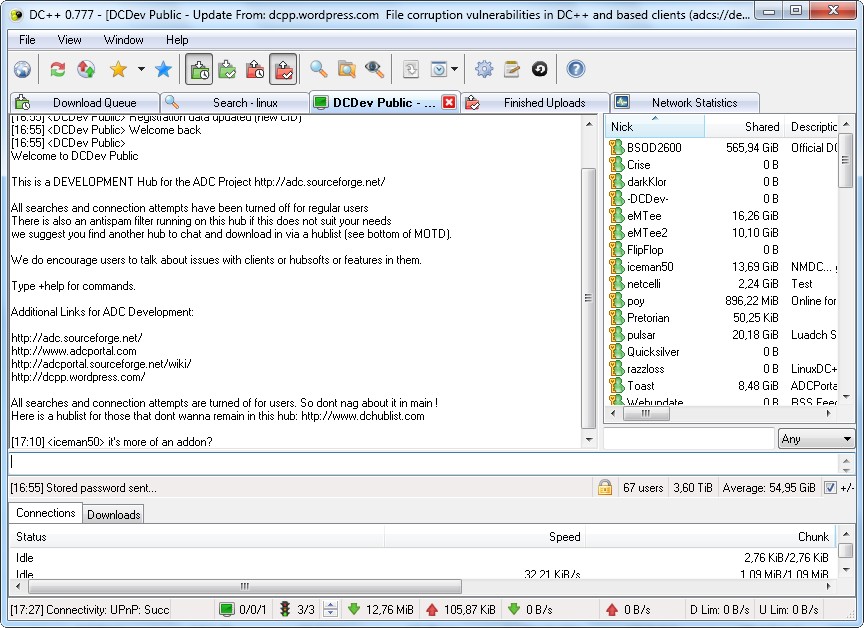 DC++ 0.777 - [DCDev Public - Update From: dcpp.wordpress.com  File corruption vulnerabilities in DC++ and based clients (adcs://de...
File View Window Help
Download Queue Search - linux DCDev Public - ... Finished Uploads Network Statistics
[16:55] <DCDev Public> Registration data updated (new CID)
[16:55] <DCDev Public> Welcome back
[16:55] <DCDev Public>
Welcome to DCDev Public
This is a DEVELOPMENT Hub for the ADC Project http://adc.sourceforge.net/
All searches and connection attempts have been turned off for regular users
There is also an antispam filter running on this hub if this does not suit your needs
we suggest you find another hub to chat and download in via a hublist (see bottom of MOTD).
We do encourage users to talk about issues with clients or hubsofts or features in them.
Type +help for commands.
Additional Links for ADC Development:
http://adc.sourceforge.net/
http://www.adcportal.com
http://adcportal.sourceforge.net/wiki/
http://dcpp.wordpress.com/
All searches and connection attempts are turned of for users. So dont nag about it in main !
Here is a hublist for those that dont wanna remain in this hub: http://www.dchublist.com
[17:10] <iceman50> it's more of an addon?
Nick Shared Descriptic
BSOD2600 565,94 GiB Official DC
Crise 0 B
darkKlor 0 B
-DCDev- 0 B
eMTee 16,26 GiB
eMTee2 10,10 GiB
FlipFlop 0 B
iceman50 13,69 GiB NMDC...
netcelli 2,24 GiB Test
poy 896,22 MiB Online for
Pretorian 50,25 KiB
pulsar 20,18 GiB Luadch S
Quicksilver 0 B
razzloss 0 B LinuxDC+
Toast 8,48 GiB ADCPorta
Webupdate 0 B BSS Feed
Any
[16:55] Stored password sent... 67 users 3,60 TiB Average: 54,95 GiB +/-
Connections Downloads
Status Speed Chunk
Idle 2,76 KiB/2,76 KiB
Idle 32,21 KiB/s 1,09 MiB/1,09 MiB
[17:27] Connectivity: UPnP: Succ 0/0/1 3/3 12,76 MiB 105,87 KiB 0 B/s 0 B/s D Lim: 0 B/s U Lim: 0 B/s